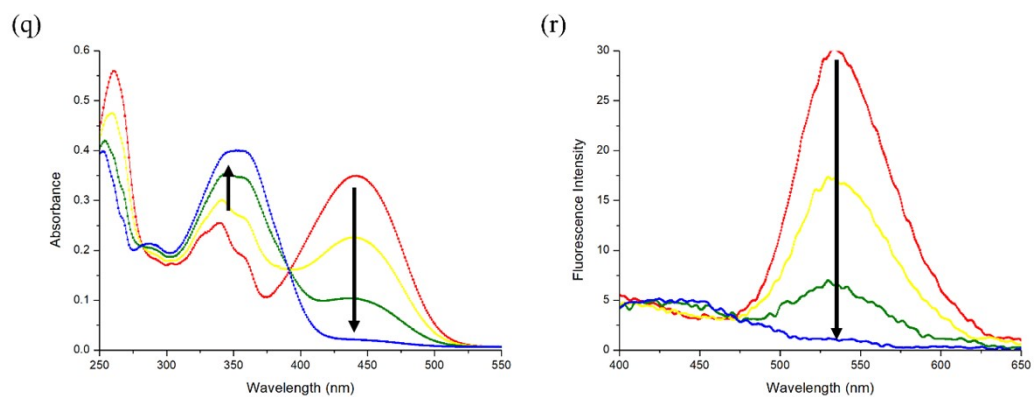 (q)
(r)
0.6
0.5
0.4
0.3
0.2
0.1
0.0
Absorbance
250 300 350 400 450 500 550
Wavelength (nm)
30
25
20
15
10
5
0
Fluorescence Intensity
400 450 500 550 600 650
Wavelength (nm)